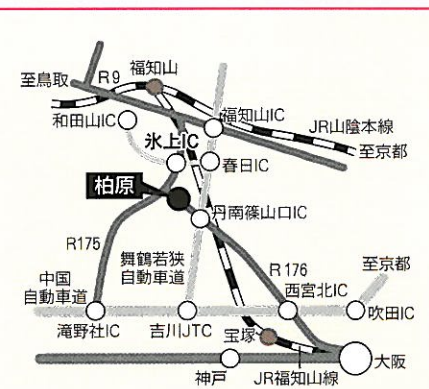 福知山
至鳥取
R9
和田山IC
福知山IC
JR山陰本線
至京都
氷上IC
春日IC
柏原
丹南篠山口IC
R175
舞鶴若狭
自動車道
R176
至京都
中国
自動車道
西宮北IC
滝野社IC
吉川JTC
宝塚
吹田IC
大阪
神戸
JR福知山線